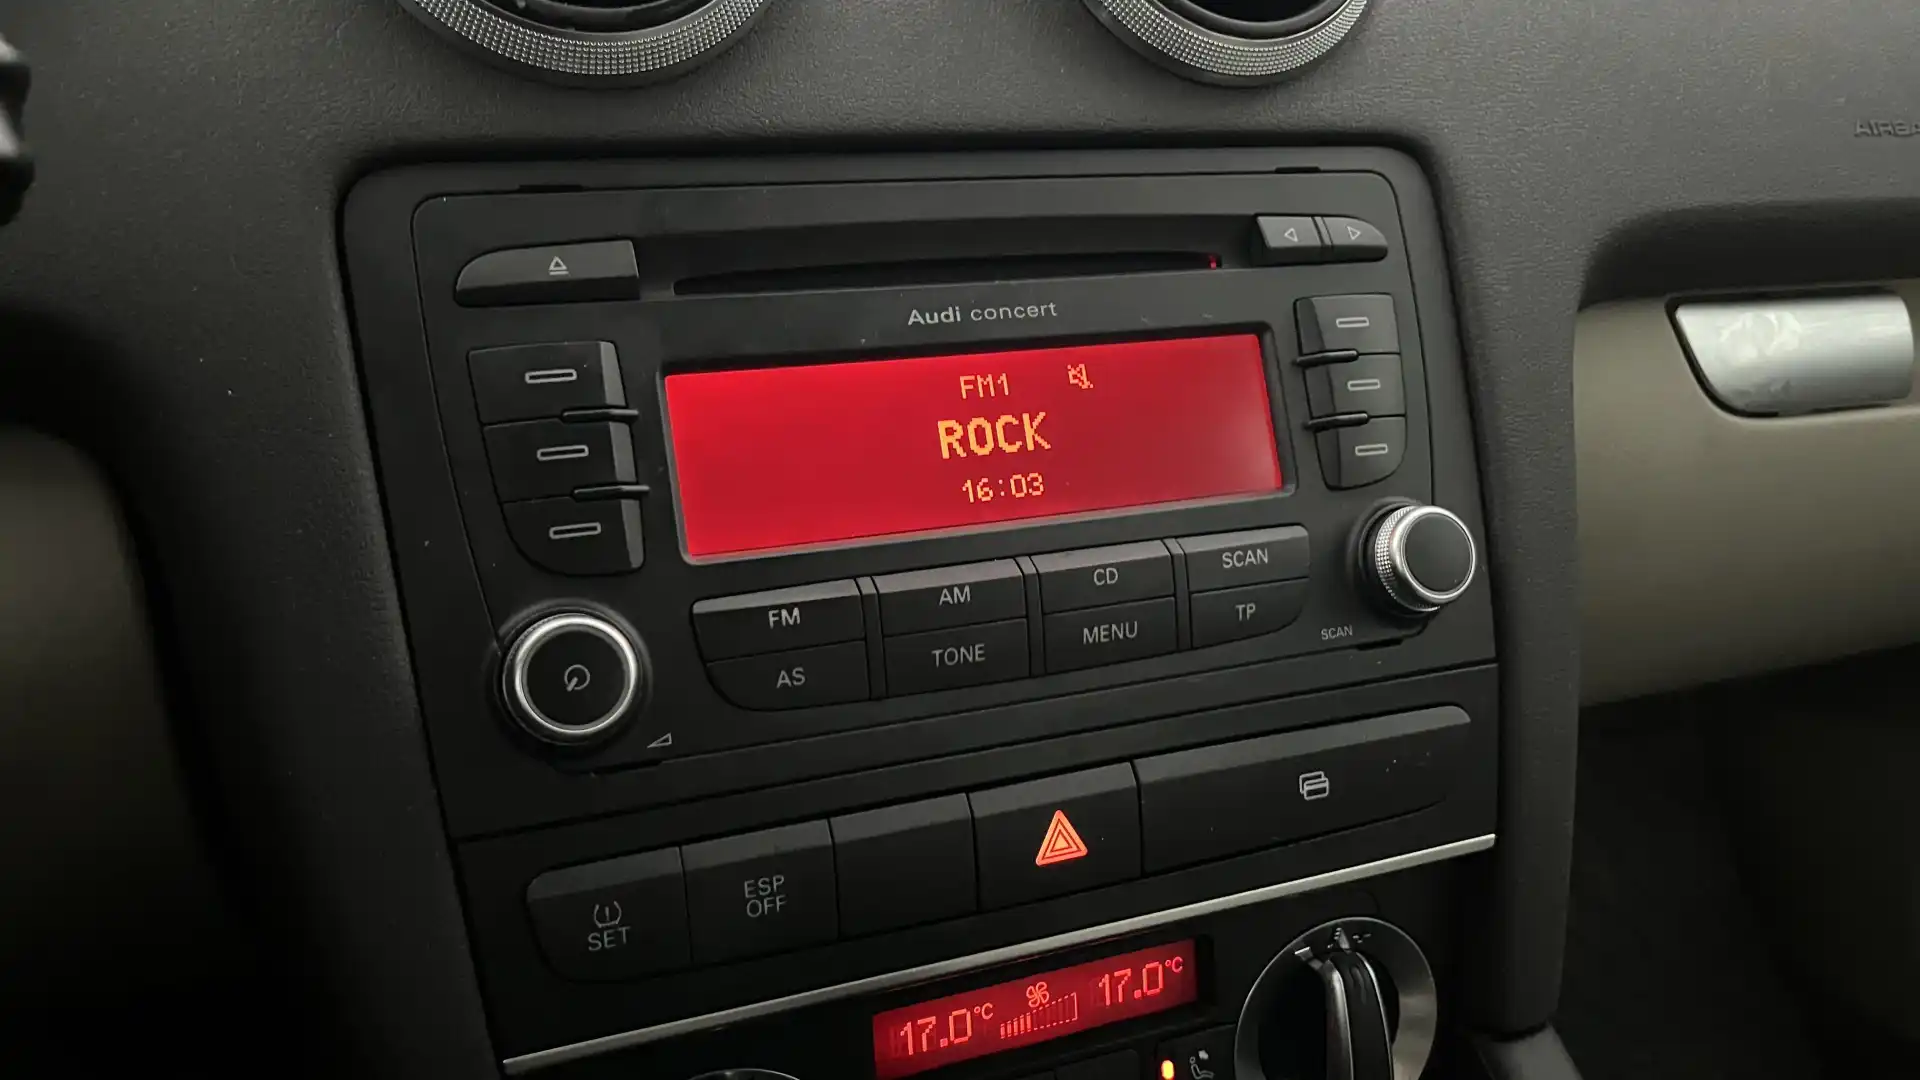 Audi concert
FM1
ROCK
16:03
FM
AM
CD
SCAN
AS
TONE
MENU
TP
SCAN
SET
ESP
OFF
17.0°C
17.0°C